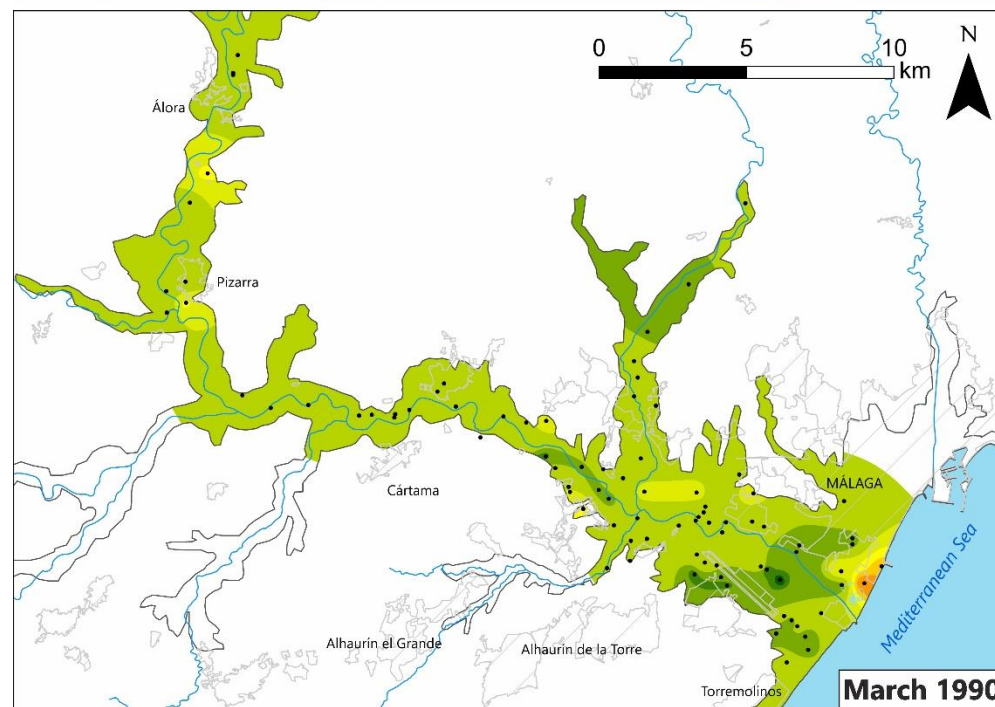 0 5 10
km
N
Álora
Pizarra
Cártama
MÁLAGA
Mediterranean Sea
Alhaurín el Grande
Alhaurín de la Torre
Torremolinos
March 1990